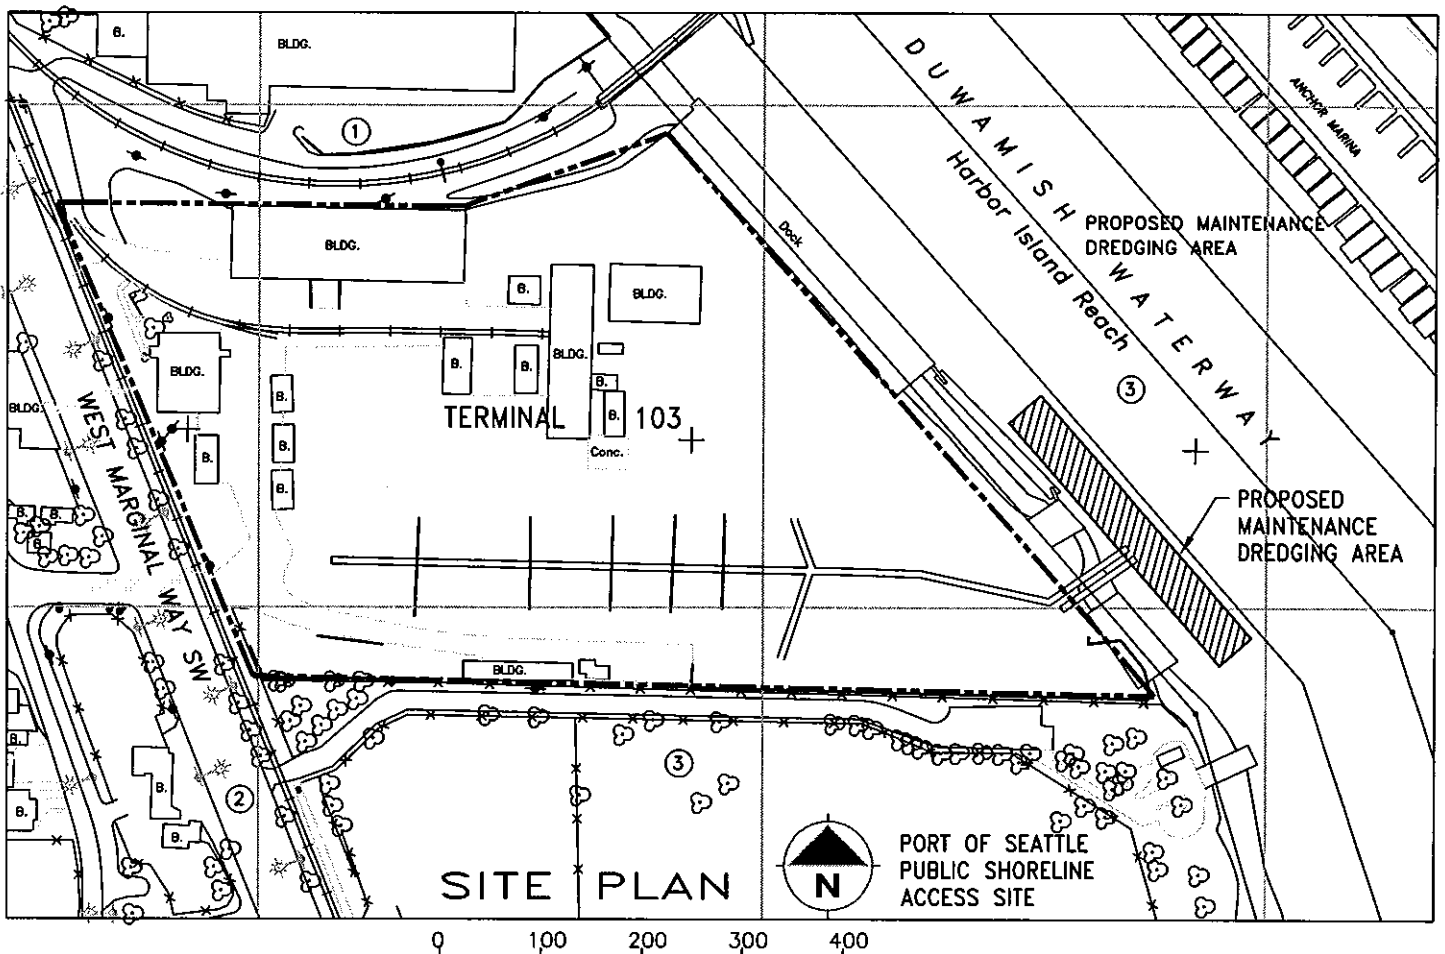 B.
BLDG.
1
DUWAMISH WATERWAY
Harbor Island Reach
ANCHOR MARINA
PROPOSED MAINTENANCE
DREDGING AREA
Dock
BLDG.
B.
BLDG.
BLDG.
BLDG.
B.
B.
B.
B.
BLDG.
B.
BLDG.
TERMINAL 103
Conc.
3
WEST MARGINAL WAY SW
B.
B.
B.
B.
B.
B.
PROPOSED
MAINTENANCE
DREDGING AREA
BLDG.
B.
B.
B.
B.
2
3
SITE PLAN
N
PORT OF SEATTLE
PUBLIC SHORELINE
ACCESS SITE
0 100 200 300 400